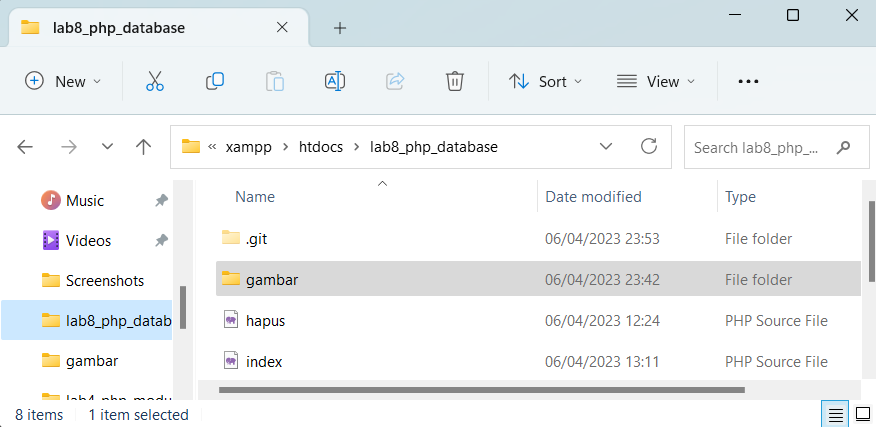 lab8_php_database
New Sort View
« xampp htdocs lab8_php_database Search lab8_php_...
Music
Videos
Screenshots
lab8_php_datab
gambar
Name Date modified Type
.git 06/04/2023 23:53 File folder
gambar 06/04/2023 23:42 File folder
hapus 06/04/2023 12:24 PHP Source File
index 06/04/2023 13:11 PHP Source File
8 items 1 item selected